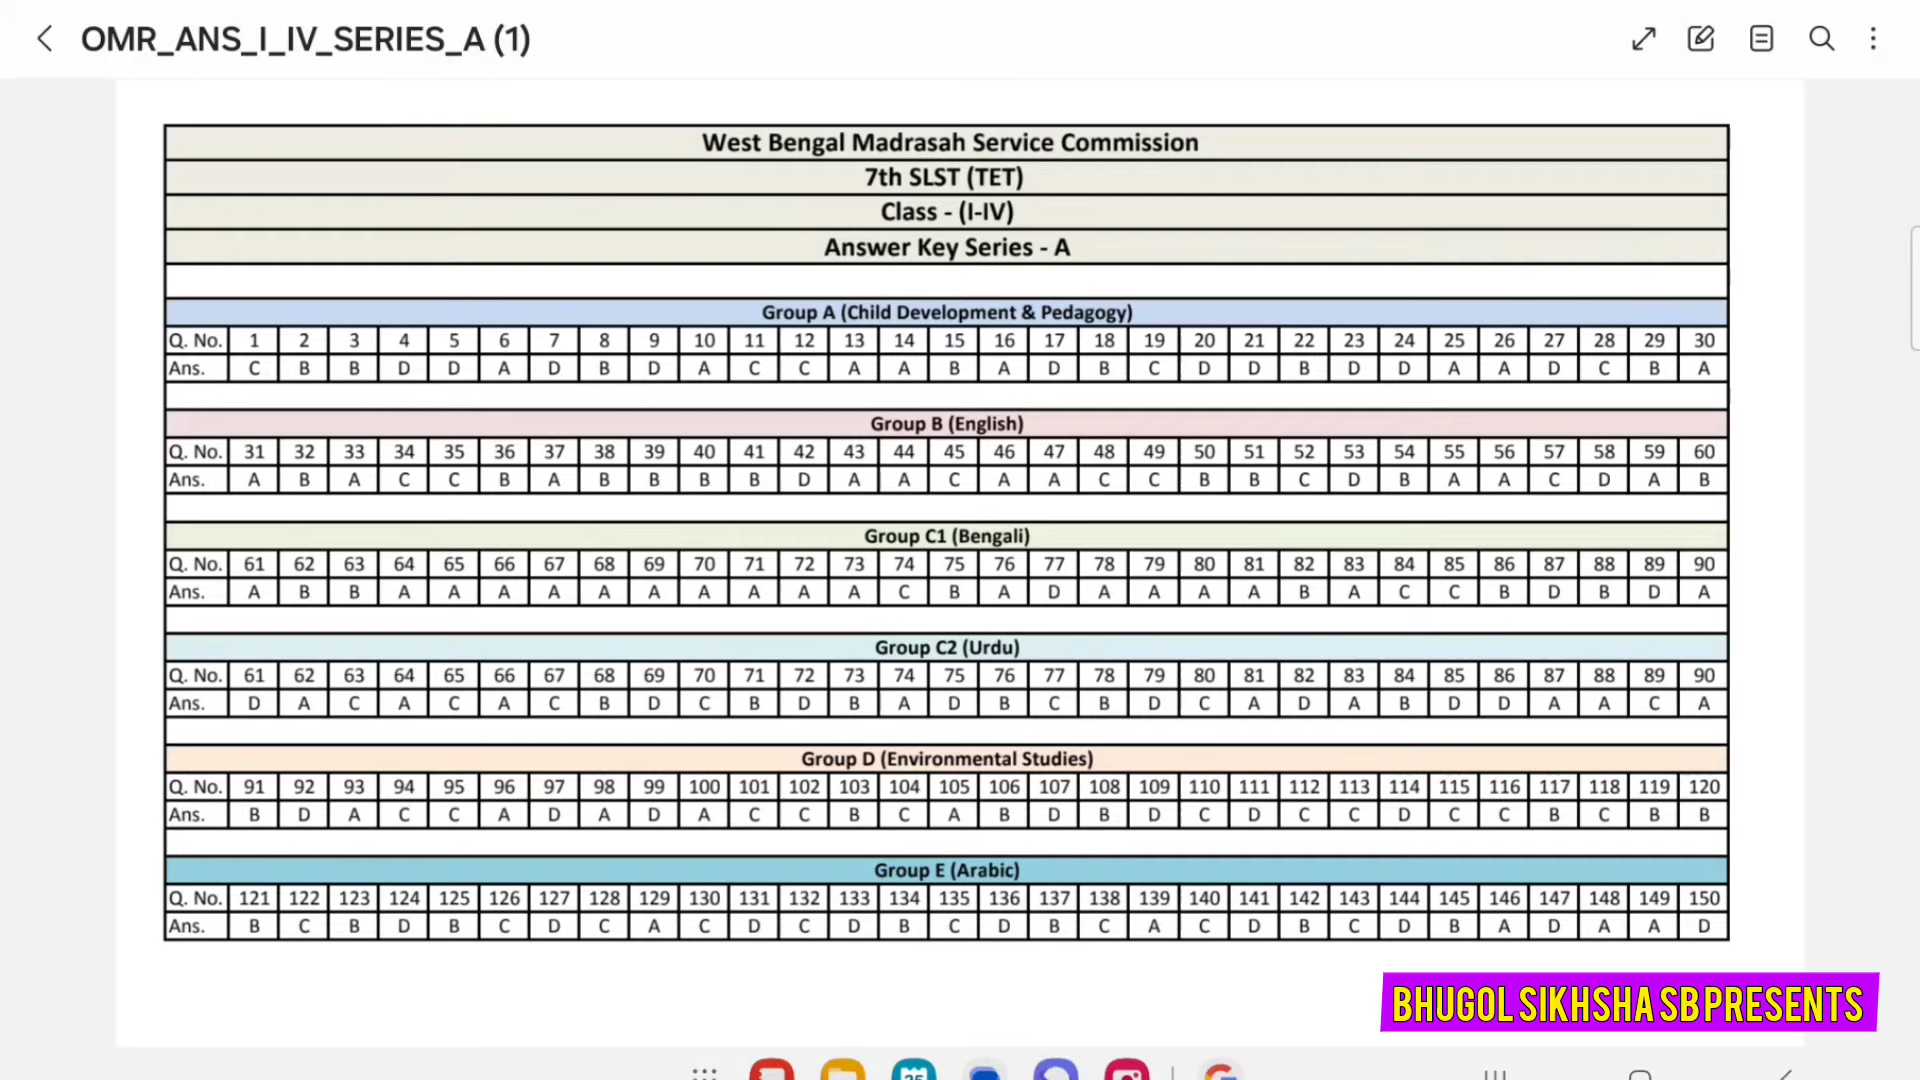 OMR_ANS_I_IV_SERIES_A (1)
West Bengal Madrasah Service Commission
7th SLST (TET)
Class - (I-IV)
Answer Key Series - A
Group A (Child Development & Pedagogy)
Q. No. 1 2 3 4 5 6 7 8 9 10 11 12 13 14 15 16 17 18 19 20 21 22 23 24 25 26 27 28 29 30
Ans. C B B D D A D B D A C C A A B A D B C D D B D D A A D C B A
Group B (English)
Q. No. 31 32 33 34 35 36 37 38 39 40 41 42 43 44 45 46 47 48 49 50 51 52 53 54 55 56 57 58 59 60
Ans. A B A C C B A B B B B D A A C A A C C B B C D B A A C D A B
Group C1 (Bengali)
Q. No. 61 62 63 64 65 66 67 68 69 70 71 72 73 74 75 76 77 78 79 80 81 82 83 84 85 86 87 88 89 90
Ans. A B B A A A A A A A A A A C B A D A A A A B A C C B D B D A
Group C2 (Urdu)
Q. No. 61 62 63 64 65 66 67 68 69 70 71 72 73 74 75 76 77 78 79 80 81 82 83 84 85 86 87 88 89 90
Ans. D A C A C A C B D C B D B A D B C B D C A D A B D D A A C A
Group D (Environmental Studies)
Q. No. 91 92 93 94 95 96 97 98 99 100 101 102 103 104 105 106 107 108 109 110 111 112 113 114 115 116 117 118 119 120
Ans. B D A C C A D A D A C C B C A B D B D C D C C D C C B C B B
Group E (Arabic)
Q. No. 121 122 123 124 125 126 127 128 129 130 131 132 133 134 135 136 137 138 139 140 141 142 143 144 145 146 147 148 149 150
Ans. B C B D B C D C A C D C D B C D B C A C D B C D B A D A A D
BHUGOL SIKHSHA SB PRESENTS